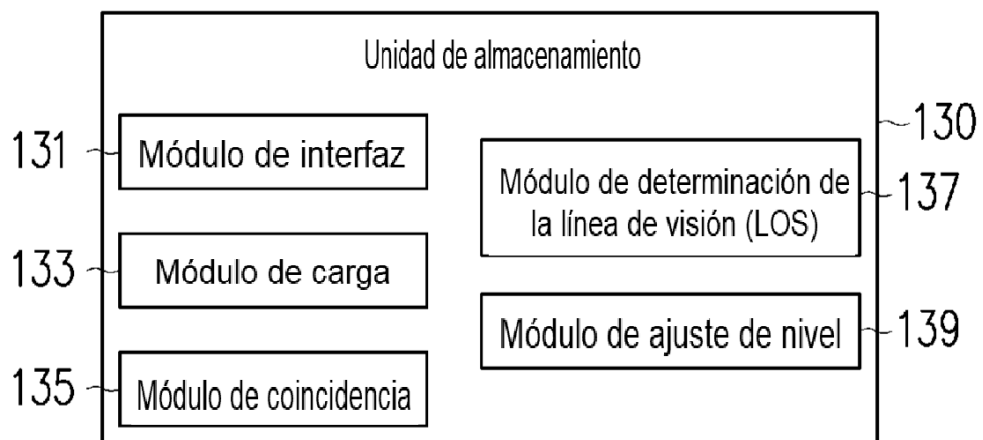 Unidad de almacenamiento
130
131
Módulo de interfaz
133
Módulo de carga
135
Módulo de coincidencia
Módulo de determinación de
la línea de visión (LOS)
137
Módulo de ajuste de nivel
139